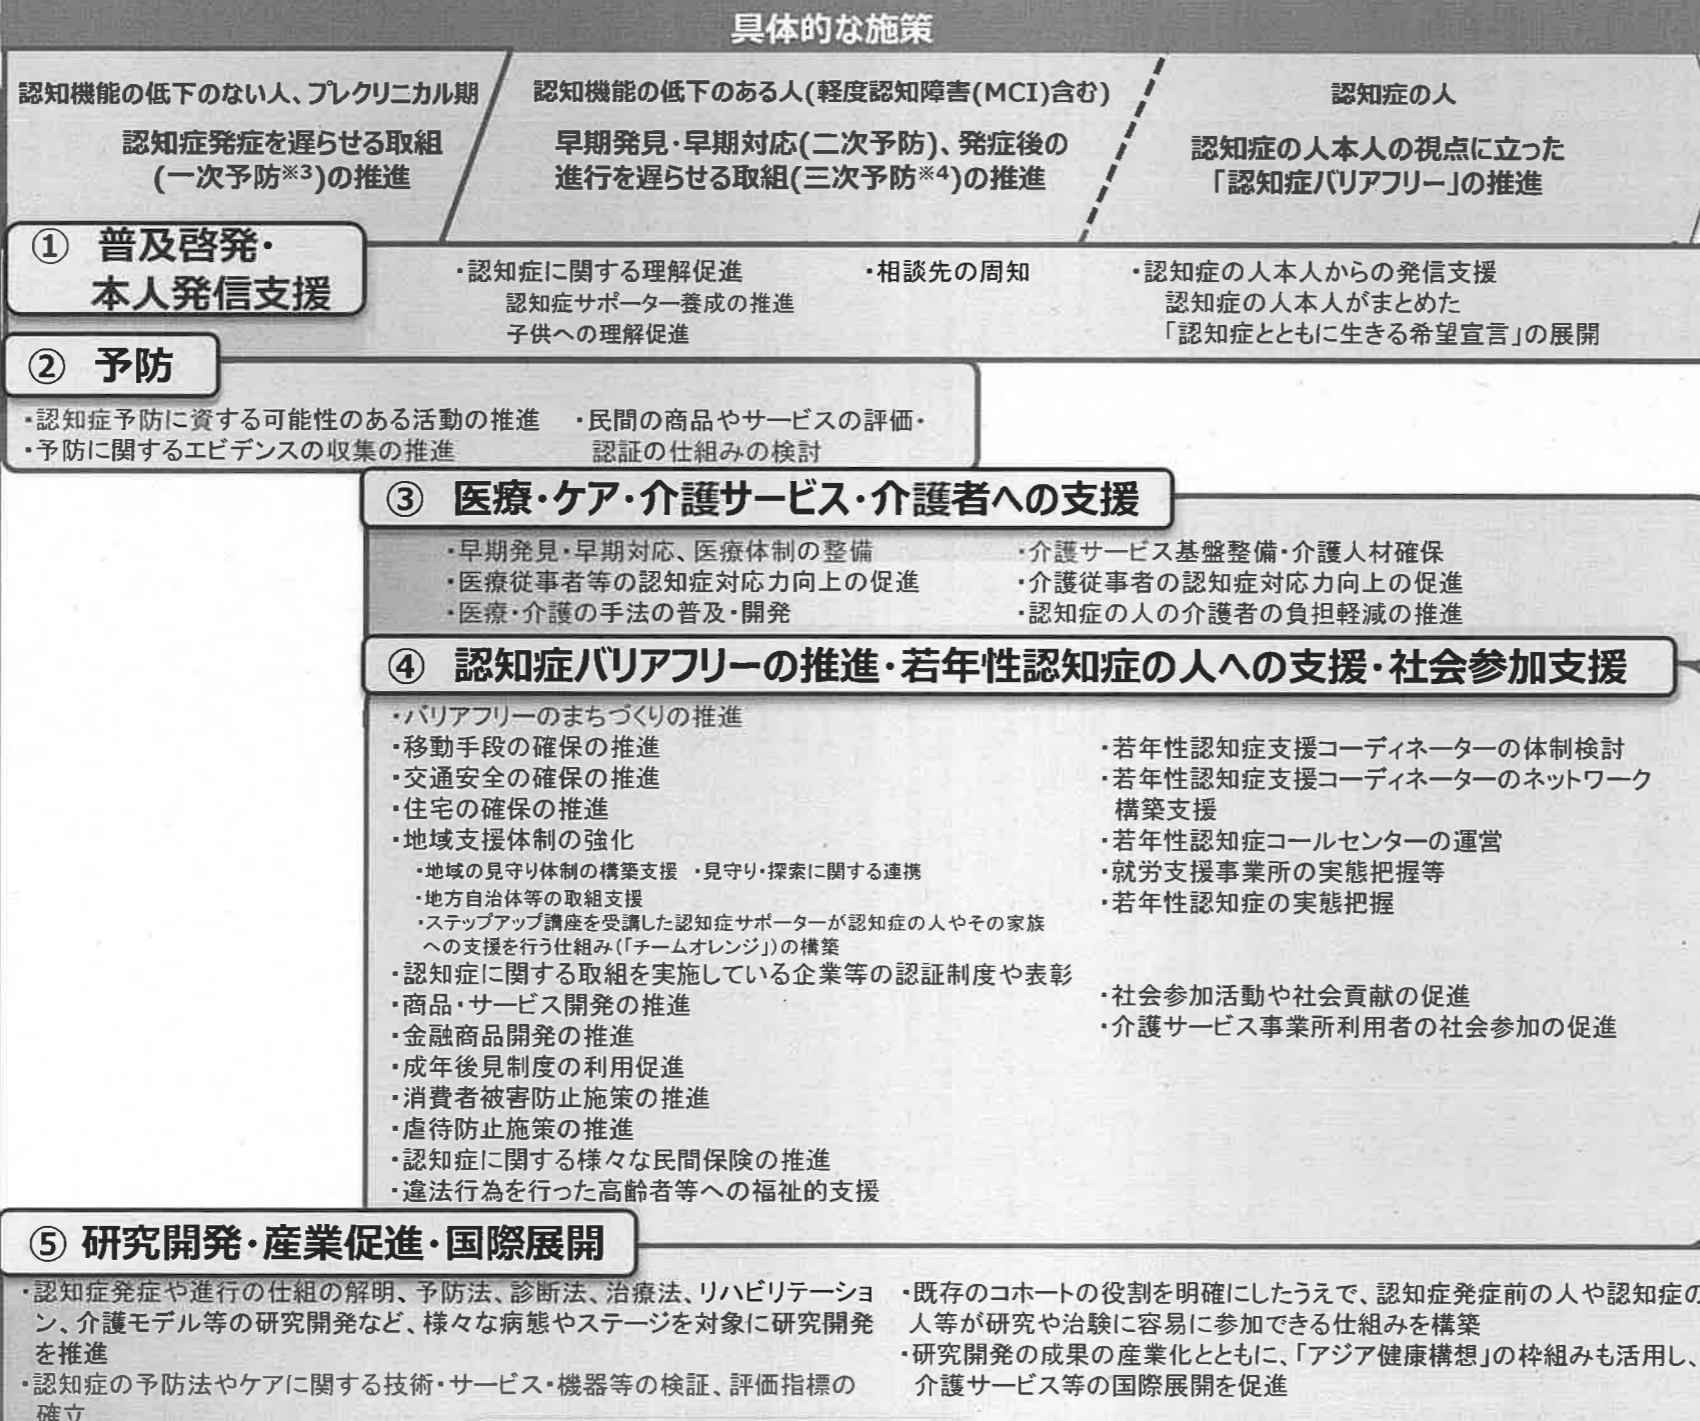 具体的な施策
認知機能の低下のない人、プレクリニカル期
認知症発症を遅らせる取組
(一次予防※3)の推進
認知機能の低下のある人(軽度認知障害(MCI)含む)
早期発見・早期対応(二次予防)、発症後の
進行を遅らせる取組(三次予防※4)の推進
認知症の人
認知症の人本人の視点に立った
「認知症バリアフリー」の推進
① 普及啓発・
本人発信支援
・認知症に関する理解促進
認知症サポーター養成の推進
子供への理解促進
・相談先の周知
・認知症の人本人からの発信支援
認知症の人本人がまとめた
「認知症とともに生きる希望宣言」の展開
② 予防
・認知症予防に資する可能性のある活動の推進
・予防に関するエビデンスの収集の推進
・民間の商品やサービスの評価・
認証の仕組みの検討
③ 医療・ケア・介護サービス・介護者への支援
・早期発見・早期対応、医療体制の整備
・医療従事者等の認知症対応力向上の促進
・医療・介護の手法の普及・開発
・介護サービス基盤整備・介護人材確保
・介護従事者の認知症対応力向上の促進
・認知症の人の介護者の負担軽減の推進
④ 認知症バリアフリーの推進・若年性認知症の人への支援・社会参加支援
・バリアフリーのまちづくりの推進
・移動手段の確保の推進
・交通安全の確保の推進
・住宅の確保の推進
・地域支援体制の強化
・地域の見守り体制の構築支援 ・見守り・探索に関する連携
・地方自治体等の取組支援
・ステップアップ講座を受講した認知症サポーターが認知症の人やその家族
への支援を行う仕組み(「チームオレンジ」)の構築
・認知症に関する取組を実施している企業等の認証制度や表彰
・商品・サービス開発の推進
・金融商品開発の推進
・成年後見制度の利用促進
・消費者被害防止施策の推進
・虐待防止施策の推進
・認知症に関する様々な民間保険の推進
・違法行為を行った高齢者等への福祉的支援
・若年性認知症支援コーディネーターの体制検討
・若年性認知症支援コーディネーターのネットワーク
構築支援
・若年性認知症コールセンターの運営
・就労支援事業所の実態把握等
・若年性認知症の実態把握
・社会参加活動や社会貢献の促進
・介護サービス事業所利用者の社会参加の促進
⑤ 研究開発・産業促進・国際展開
・認知症発症や進行の仕組の解明、予防法、診断法、治療法、リハビリテーショ
ン、介護モデル等の研究開発など、様々な病態やステージを対象に研究開発
を推進
・認知症の予防法やケアに関する技術・サービス・機器等の検証、評価指標の
確立
・既存のコホートの役割を明確にしたうえで、認知症発症前の人や認知症の
人等が研究や治験に容易に参加できる仕組みを構築
・研究開発の成果の産業化とともに、「アジア健康構想」の枠組みも活用し、
介護サービス等の国際展開を促進